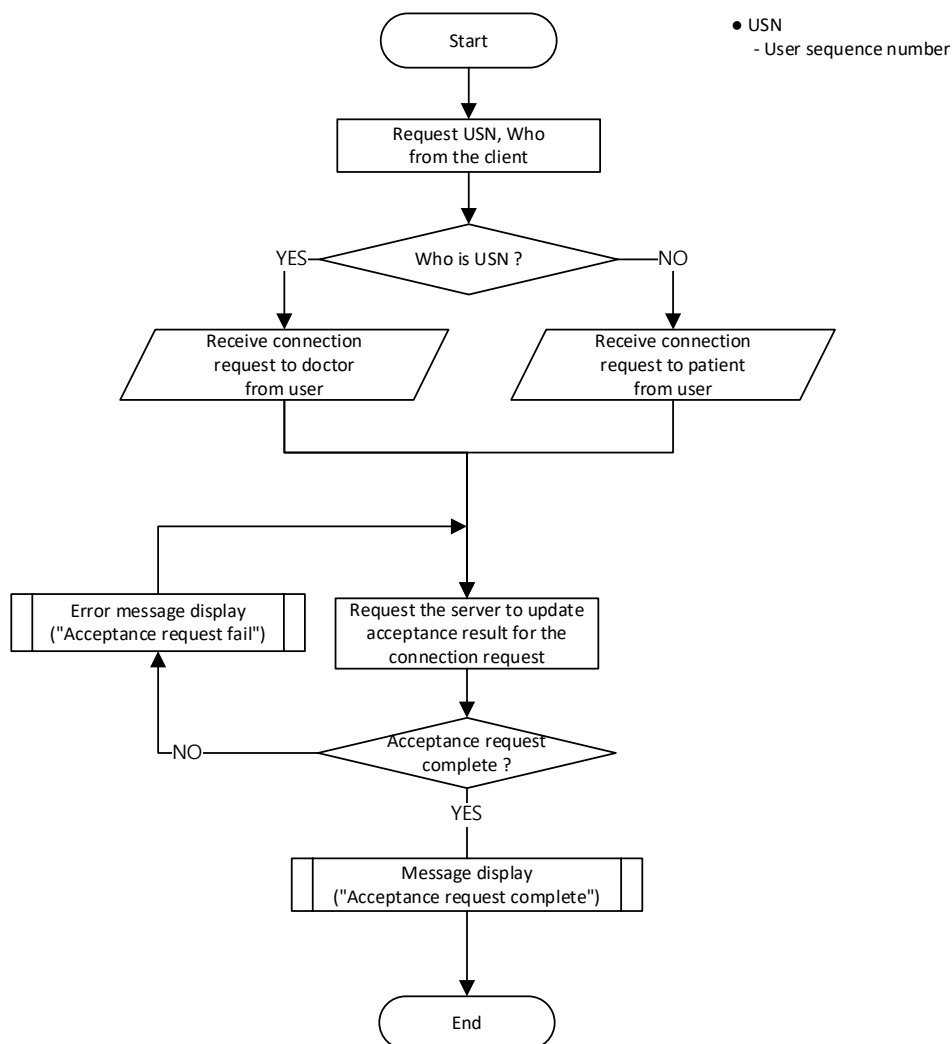 Start
● USN
- User sequence number
Request USN, Who
from the client
Who is USN ?
YES
NO
Receive connection
request to doctor
from user
Receive connection
request to patient
from user
Error message display
("Acceptance request fail")
Request the server to update
acceptance result for the
connection request
Acceptance request
complete ?
NO
YES
Message display
("Acceptance request complete")
End